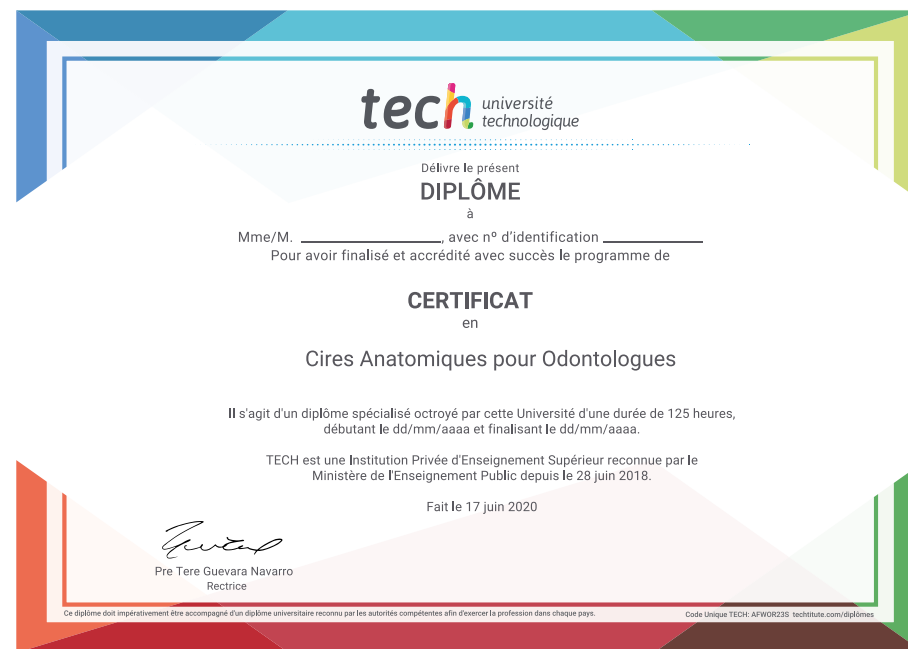 tech université
technologique
Délivre le présent
DIPLÔME
à
Mme/M. ____________________, avec nº d'identification ______________
Pour avoir finalisé et accrédité avec succès le programme de
CERTIFICAT
en
Cires Anatomiques pour Odontologues
Il s'agit d'un diplôme spécialisé octroyé par cette Université d'une durée de 125 heures,
débutant le dd/mm/aaaa et finalisant le dd/mm/aaaa.
TECH est une Institution Privée d'Enseignement Supérieur reconnue par le
Ministère de l'Enseignement Public depuis le 28 juin 2018.
Fait le 17 juin 2020
Pre Tere Guevara Navarro
Rectrice
Ce diplôme doit impérativement être accompagné d'un diplôme universitaire reconnu par les autorités compétentes afin d'exercer la profession dans chaque pays.
Code Unique TECH: AFWOR23S techtitute.com/diplômes